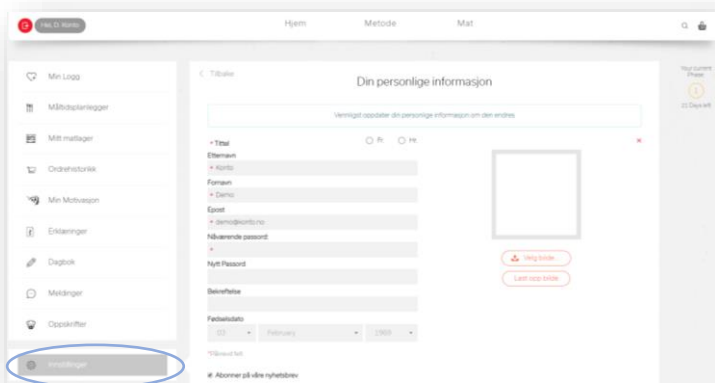 Hei, D. Konto
Hjem
Metode
Mat
Your current
Phase:
1
21 Days left
Min Logg
Måltidsplanlegger
Mitt matlager
Ordrehistorikk
Min Motivasjon
Erklæringer
Dagbok
Meldinger
Oppskrifter
Innstillinger
< Tilbake
Din personlige informasjon
Vennligst oppdater din personlige informasjon om den endres
* Tittel
Fr.
Hr.
Etternavn
* Konto
Fornavn
* Demo
Epost
* demo@konto.no
Nåværende passord:
*
Nytt Passord
Bekreftelse
Fødselsdato
03
February
1969
*Påkrevd felt
Abonner på våre nyhetsbrev
Velg bilde...
Last opp bilde